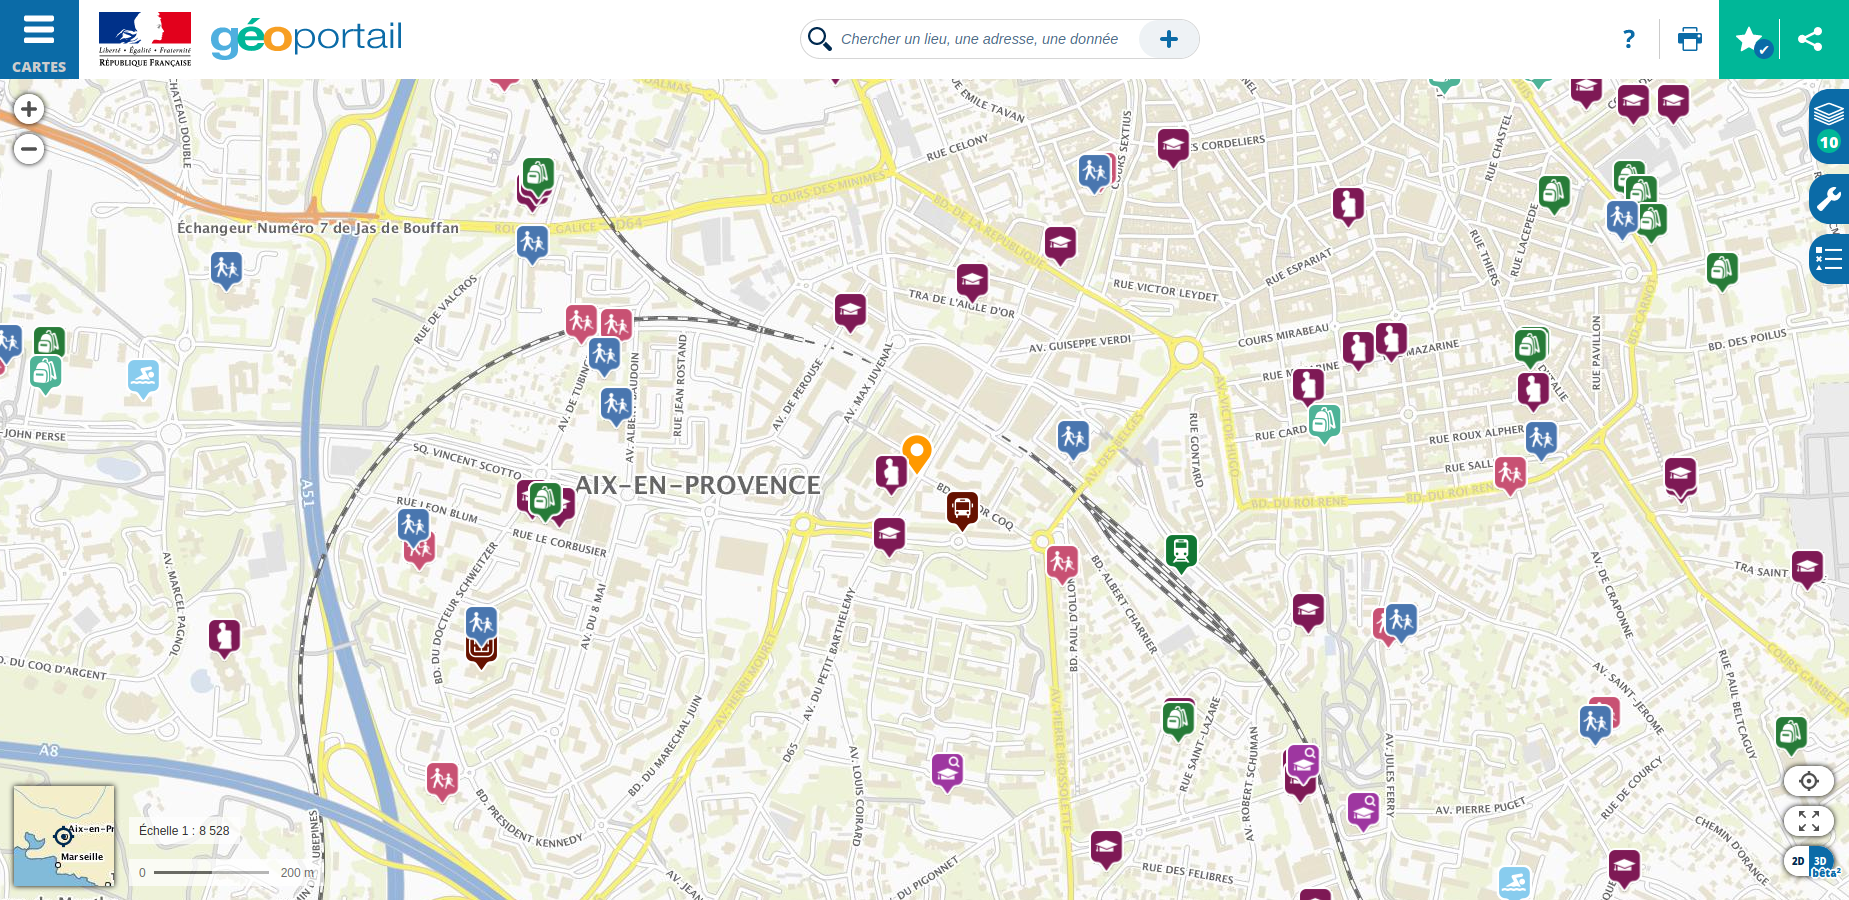 CARTES
Liberté • Égalité • Fraternité
RÉPUBLIQUE FRANÇAISE
géoportail
Chercher un lieu, une adresse, une donnée
+
?
10
CHATEAU DOUBLE
RUE EMILE TAVAN
RUE CELONY
COURS SEXTIUS
CORDELIERS
RUE CHASTEL
COURS DES MINIMES
Échangeur Numéro 7 de Jas de Bouffan
GALICE
D64
BD. DE LA REPUBLIQUE
RUE LACEPEDE
RUE THIERS
RUE ESPARIAT
RUE DE VALCROS
TRA DE L'AIGLE D'OR
RUE VICTOR LEYDET
BD. CARNOT
AV. GUISEPPE VERDI
COURS MIRABEAU
MAZARINE
RUE PAVILLON
BD. DES POILUS
AV. DE TUBING
RUE JEAN ROSTAND
AV. DE PEROUSE
AV. MAX JUVENAL
AV. VICTOR HUGO
RUE CARD
RUE ROUX ALPHER
-JOHN PERSE
SQ. VINCENT SCOTTO
AV. DES BELGES
RUE GONTARD
RUE SALL
A51
AIX-EN-PROVENCE
RUE LEON BLUM
BD. DU ROI RENE
BD. DU ROI REN
RUE LE CORBUSIER
AV. MARCEL PAGNOL
BD. DU DOCTEUR SCHWEITZER
AV. DU 8 MAI
AV. DU PETIT BARTHELEMY
BD. PAUL D'OLLON
BD. ALBERT CHARRIER
AV. DE CRAPONNE
TRA SAINT
DU COQ D'ARGENT
AV. HENRI MOURET
COURS GAMBETTA
AV. SAINT-JEROME
RUE PAUL BELTCAGUY
BD. DU MARECHAL JUIN
AV. PIERRE BROSSOLETTE
RUE SAINT-LAZARE
AV. ROBERT SCHUMAN
AV. JULES FERRY
A8
D65
AV. LOUIS COIRARD
RUE DE COURCY
BD. PRESIDENT KENNEDY
AV. PIERRE PUGET
CHEMIN D'ORANGE
RUE DES FELIBRES
DU PIGONNET
AV. JEAN
Aix-en-Pr
Marseille
Échelle 1 : 8 528
0
200 m
2D
3D
bêta²